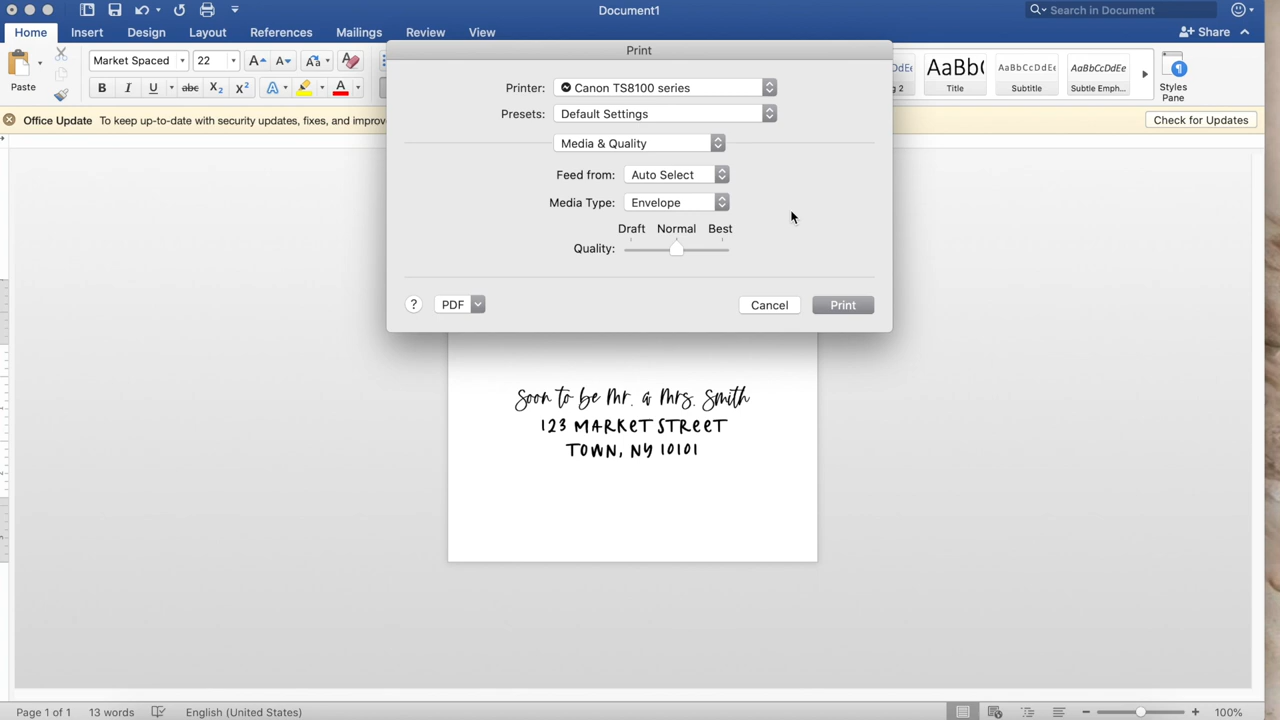 Document1
Search in Document
Home Insert Design Layout References Mailings Review View
Share
Paste
Market Spaced 22
B I U X₂ X² A A
Print
Printer: Canon TS8100 series
Presets: Default Settings
Media & Quality
Feed from: Auto Select
Media Type: Envelope
Draft Normal Best
Quality:
? PDF Cancel Print
AaBbC AaBbCcDdEe AaBbCcDdEe
Title Subtitle Subtle Emph... Styles Pane
Office Update To keep up-to-date with security updates, fixes, and
Check for Updates
Soon to be Mr. & Mrs. Smith
123 MARKET STREET
TOWN, NY 10101
Page 1 of 1 13 words English (United States) 100%